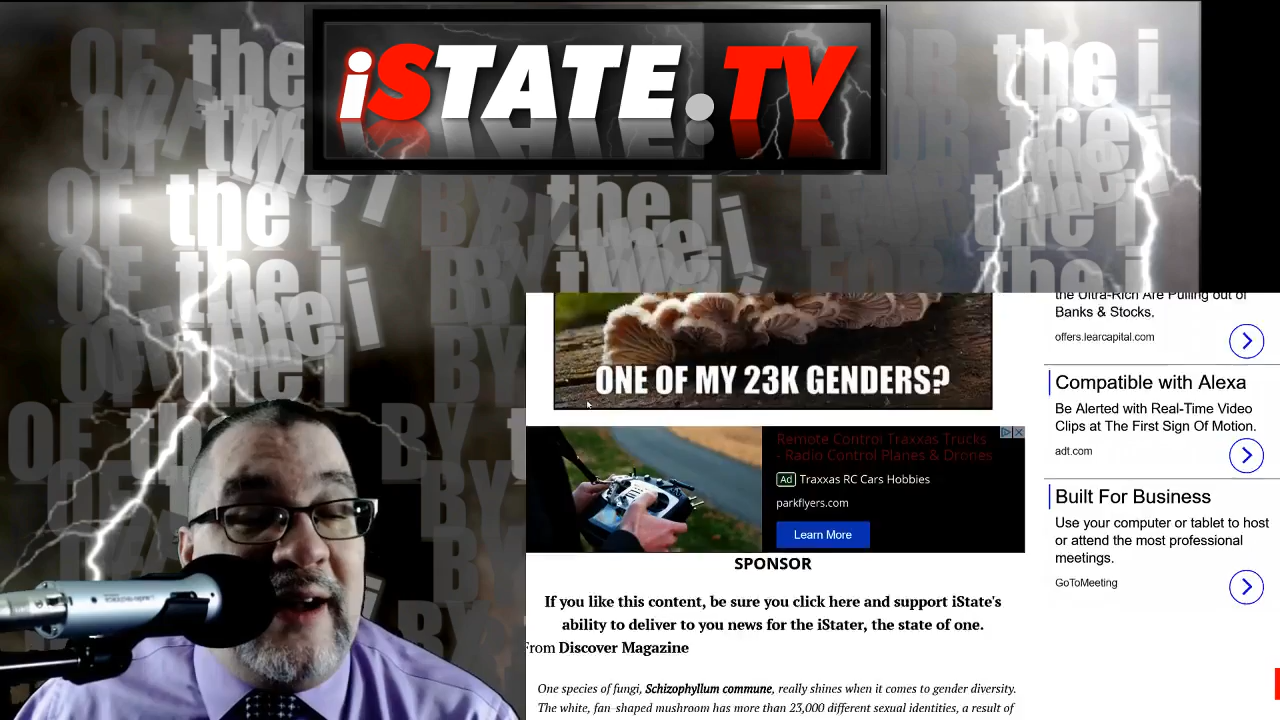 iSTATE.TV
OF the i BY the i FOR the i
the Ultra-Rich Are Pulling out of
Banks & Stocks.
offers.learcapital.com
ONE OF MY 23K GENDERS?
Compatible with Alexa
Be Alerted with Real-Time Video
Clips at The First Sign Of Motion.
adt.com
Remote Control Traxxas Trucks
- Radio Control Planes & Drones
Ad Traxxas RC Cars Hobbies
parkflyers.com
Learn More
Built For Business
Use your computer or tablet to host
or attend the most professional
meetings.
GoToMeeting
SPONSOR
If you like this content, be sure you click here and support iState's
ability to deliver to you news for the iStater, the state of one.
From Discover Magazine
One species of fungi, Schizophyllum commune, really shines when it comes to gender diversity.
The white, fan-shaped mushroom has more than 23,000 different sexual identities, a result of